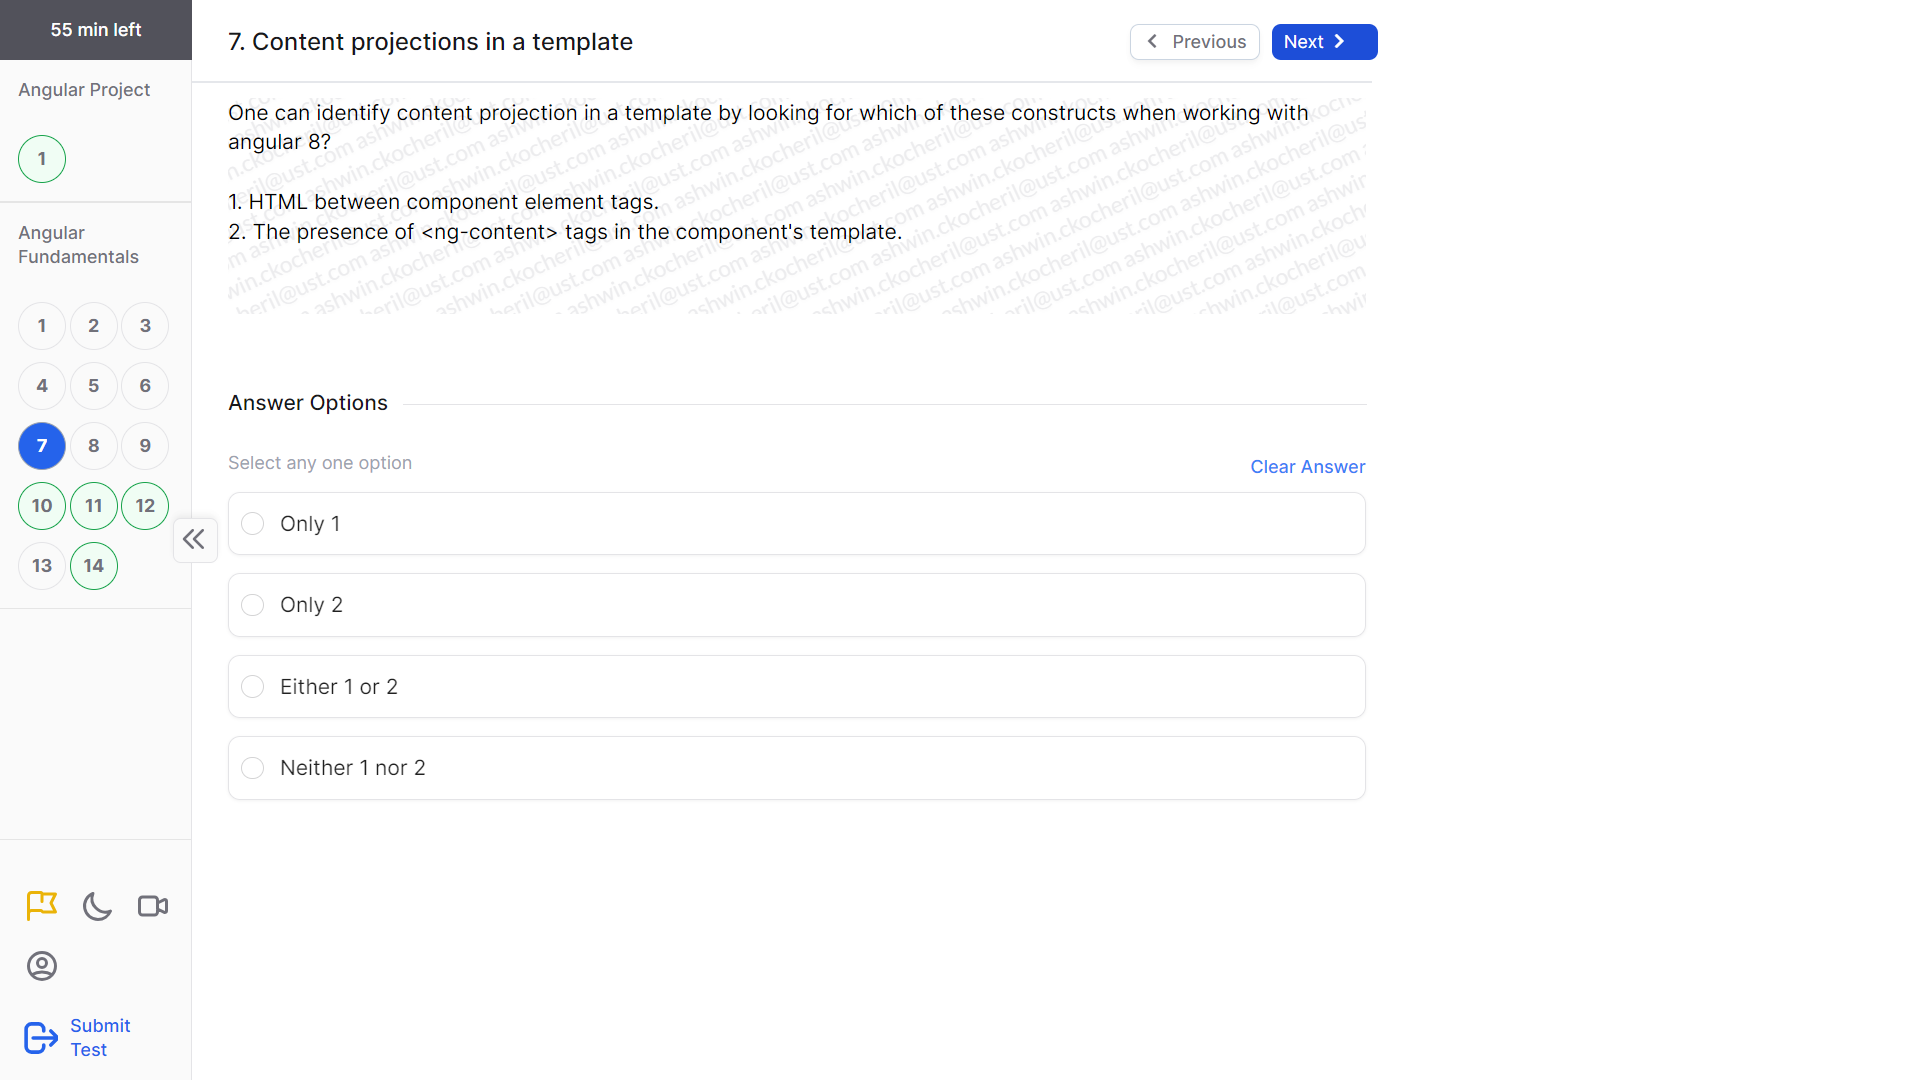 55 min left
Angular Project
1
Angular
Fundamentals
1 2 3
4 5 6
7 8 9
10 11 12
13 14
Submit
Test
7. Content projections in a template
Previous
Next
One can identify content projection in a template by looking for which of these constructs when working with
angular 8?
1. HTML between component element tags.
2. The presence of <ng-content> tags in the component's template.
Answer Options
Select any one option
Clear Answer
Only 1
Only 2
Either 1 or 2
Neither 1 nor 2